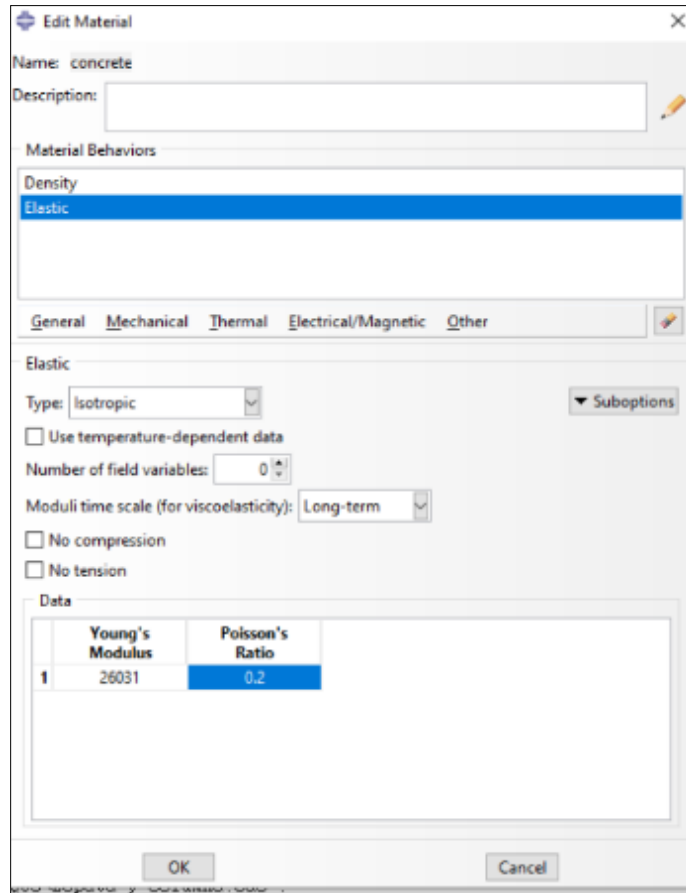 Edit Material
Name: concrete
Description:
Material Behaviors
Density
Elastic
General Mechanical Thermal Electrical/Magnetic Other
Elastic
Type: Isotropic
Suboptions
Use temperature-dependent data
Number of field variables: 0
Moduli time scale (for viscoelasticity): Long-term
No compression
No tension
Data
Young's Poisson's
Modulus Ratio
1 26031 0.2
OK Cancel